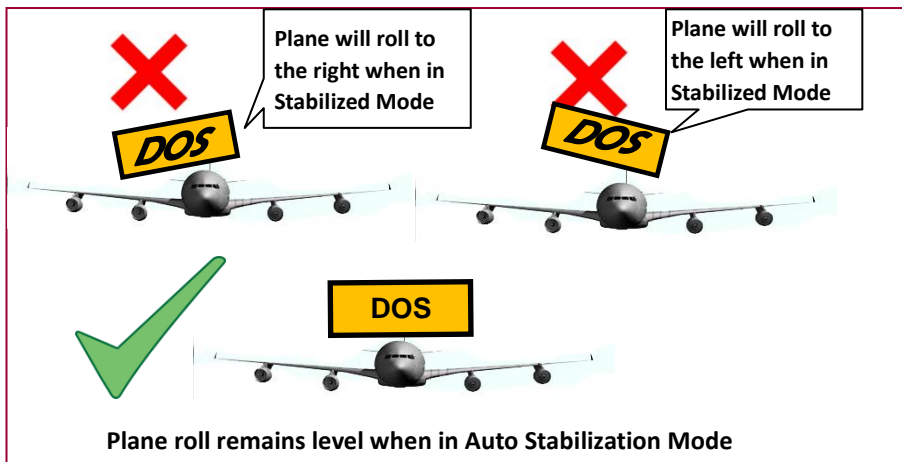 Plane will roll to
the right when in
Stabilized Mode
Plane will roll to
the left when in
Stabilized Mode
DOS
DOS
DOS
Plane roll remains level when in Auto Stabilization Mode